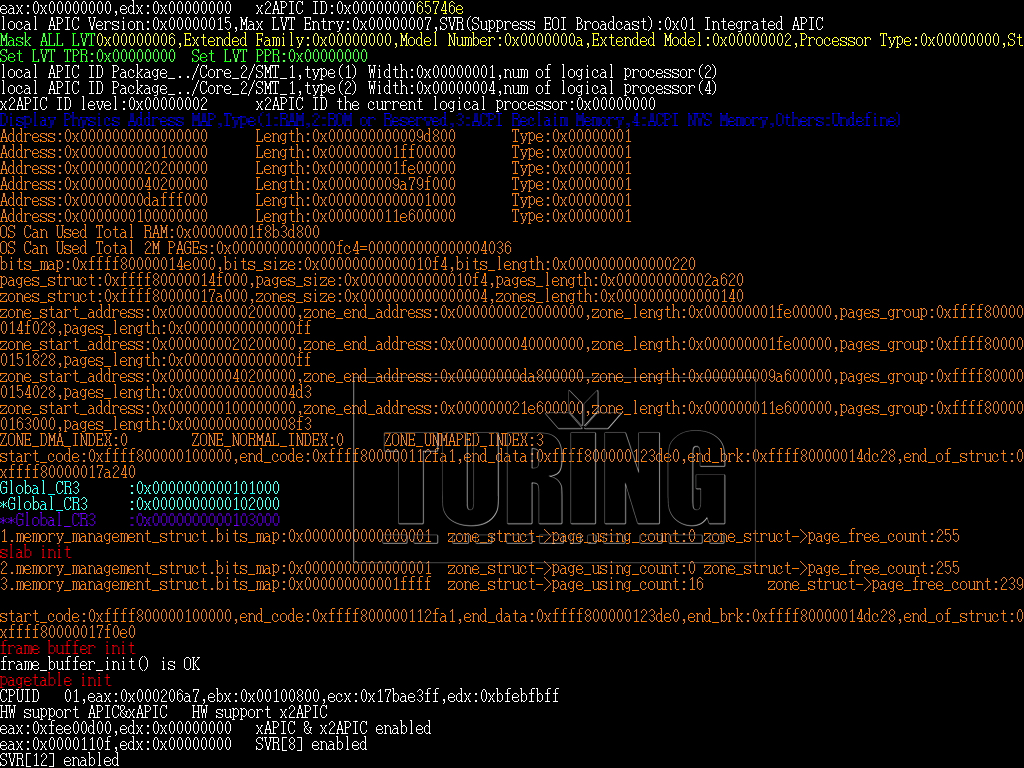 eax:0x00000000,edx:0x00000000   x2APIC ID:0x0000000065746e
local APIC Version:0x00000015,Max LVT Entry:0x00000007,SVR(Suppress EOI Broadcast):0x01 Integrated APIC
Mask ALL LVT0x00000006,Extended Family:0x00000000,Model Number:0x0000000a,Extended Model:0x00000002,Processor Type:0x00000000,St
Set LVT TPR:0x00000000  Set LVT PPR:0x00000000
local APIC ID Package_../Core_2/SMT_1,type(1) Width:0x00000001,num of logical processor(2)
local APIC ID Package_../Core_2/SMT_1,type(2) Width:0x00000004,num of logical processor(4)
x2APIC ID level:0x00000002      x2APIC ID the current logical processor:0x00000000
Display Physics Address MAP,Type(1:RAM,2:ROM or Reserved,3:ACPI Reclaim Memory,4:ACPI NVS Memory,Others:Undefine)
Address:0x0000000000000000      Length:0x000000000009d800       Type:0x00000001
Address:0x0000000000100000      Length:0x000000001ff00000       Type:0x00000001
Address:0x0000000020200000      Length:0x000000001fe00000       Type:0x00000001
Address:0x0000000040200000      Length:0x000000009a79f000       Type:0x00000001
Address:0x00000000dafff000      Length:0x0000000000001000       Type:0x00000001
Address:0x0000000100000000      Length:0x000000011e600000       Type:0x00000001
OS Can Used Total RAM:0x00000001f8b3d800
OS Can Used Total 2M PAGEs:0x0000000000000fc4=0000000000000004036
bits_map:0xffff80000014e000,bits_size:0x00000000000010f4,bits_length:0x0000000000000220
pages_struct:0xffff80000014f000,pages_size:0x00000000000010f4,pages_length:0x000000000002a620
zones_struct:0xffff80000017a000,zones_size:0x0000000000000004,zones_length:0x0000000000000140
zone_start_address:0x0000000000200000,zone_end_address:0x0000000020000000,zone_length:0x000000001fe00000,pages_group:0xffff80000
014f028,pages_length:0x00000000000000ff
zone_start_address:0x0000000020200000,zone_end_address:0x0000000040000000,zone_length:0x000000001fe00000,pages_group:0xffff80000
0151828,pages_length:0x00000000000000ff
zone_start_address:0x0000000040200000,zone_end_address:0x00000000da800000,zone_length:0x000000009a600000,pages_group:0xffff80000
0154028,pages_length:0x00000000000004d3
zone_start_address:0x0000000100000000,zone_end_address:0x000000021e600000,zone_length:0x000000011e600000,pages_group:0xffff80000
0163000,pages_length:0x00000000000008f3
ZONE_DMA_INDEX:0        ZONE_NORMAL_INDEX:0     ZONE_UNMAPED_INDEX:3
start_code:0xffff800000100000,end_code:0xffff800000112fa1,end_data:0xffff800000123de0,end_brk:0xffff80000014dc28,end_of_struct:0
xffff80000017a240
Global_CR3      :0x0000000000101000
*Global_CR3     :0x0000000000102000
**Global_CR3    :0x0000000000103000
TURING
1.memory_management_struct.bits_map:0x0000000000000001  zone_struct->page_using_count:0 zone_struct->page_free_count:255
slab init
2.memory_management_struct.bits_map:0x0000000000000001  zone_struct->page_using_count:0 zone_struct->page_free_count:255
3.memory_management_struct.bits_map:0x000000000001ffff  zone_struct->page_using_count:16        zone_struct->page_free_count:239
start_code:0xffff800000100000,end_code:0xffff800000112fa1,end_data:0xffff800000123de0,end_brk:0xffff80000014dc28,end_of_struct:0
xffff80000017f0e0
frame buffer init
frame_buffer_init() is OK
pagetable init
CPUID   01,eax:0x000206a7,ebx:0x00100800,ecx:0x17bae3ff,edx:0xbfebfbff
HW support APIC&xAPIC   HW support x2APIC
eax:0xfee00d00,edx:0x00000000   xAPIC & x2APIC enabled
eax:0x0000110f,edx:0x00000000   SVR[8] enabled
SVR[12] enabled